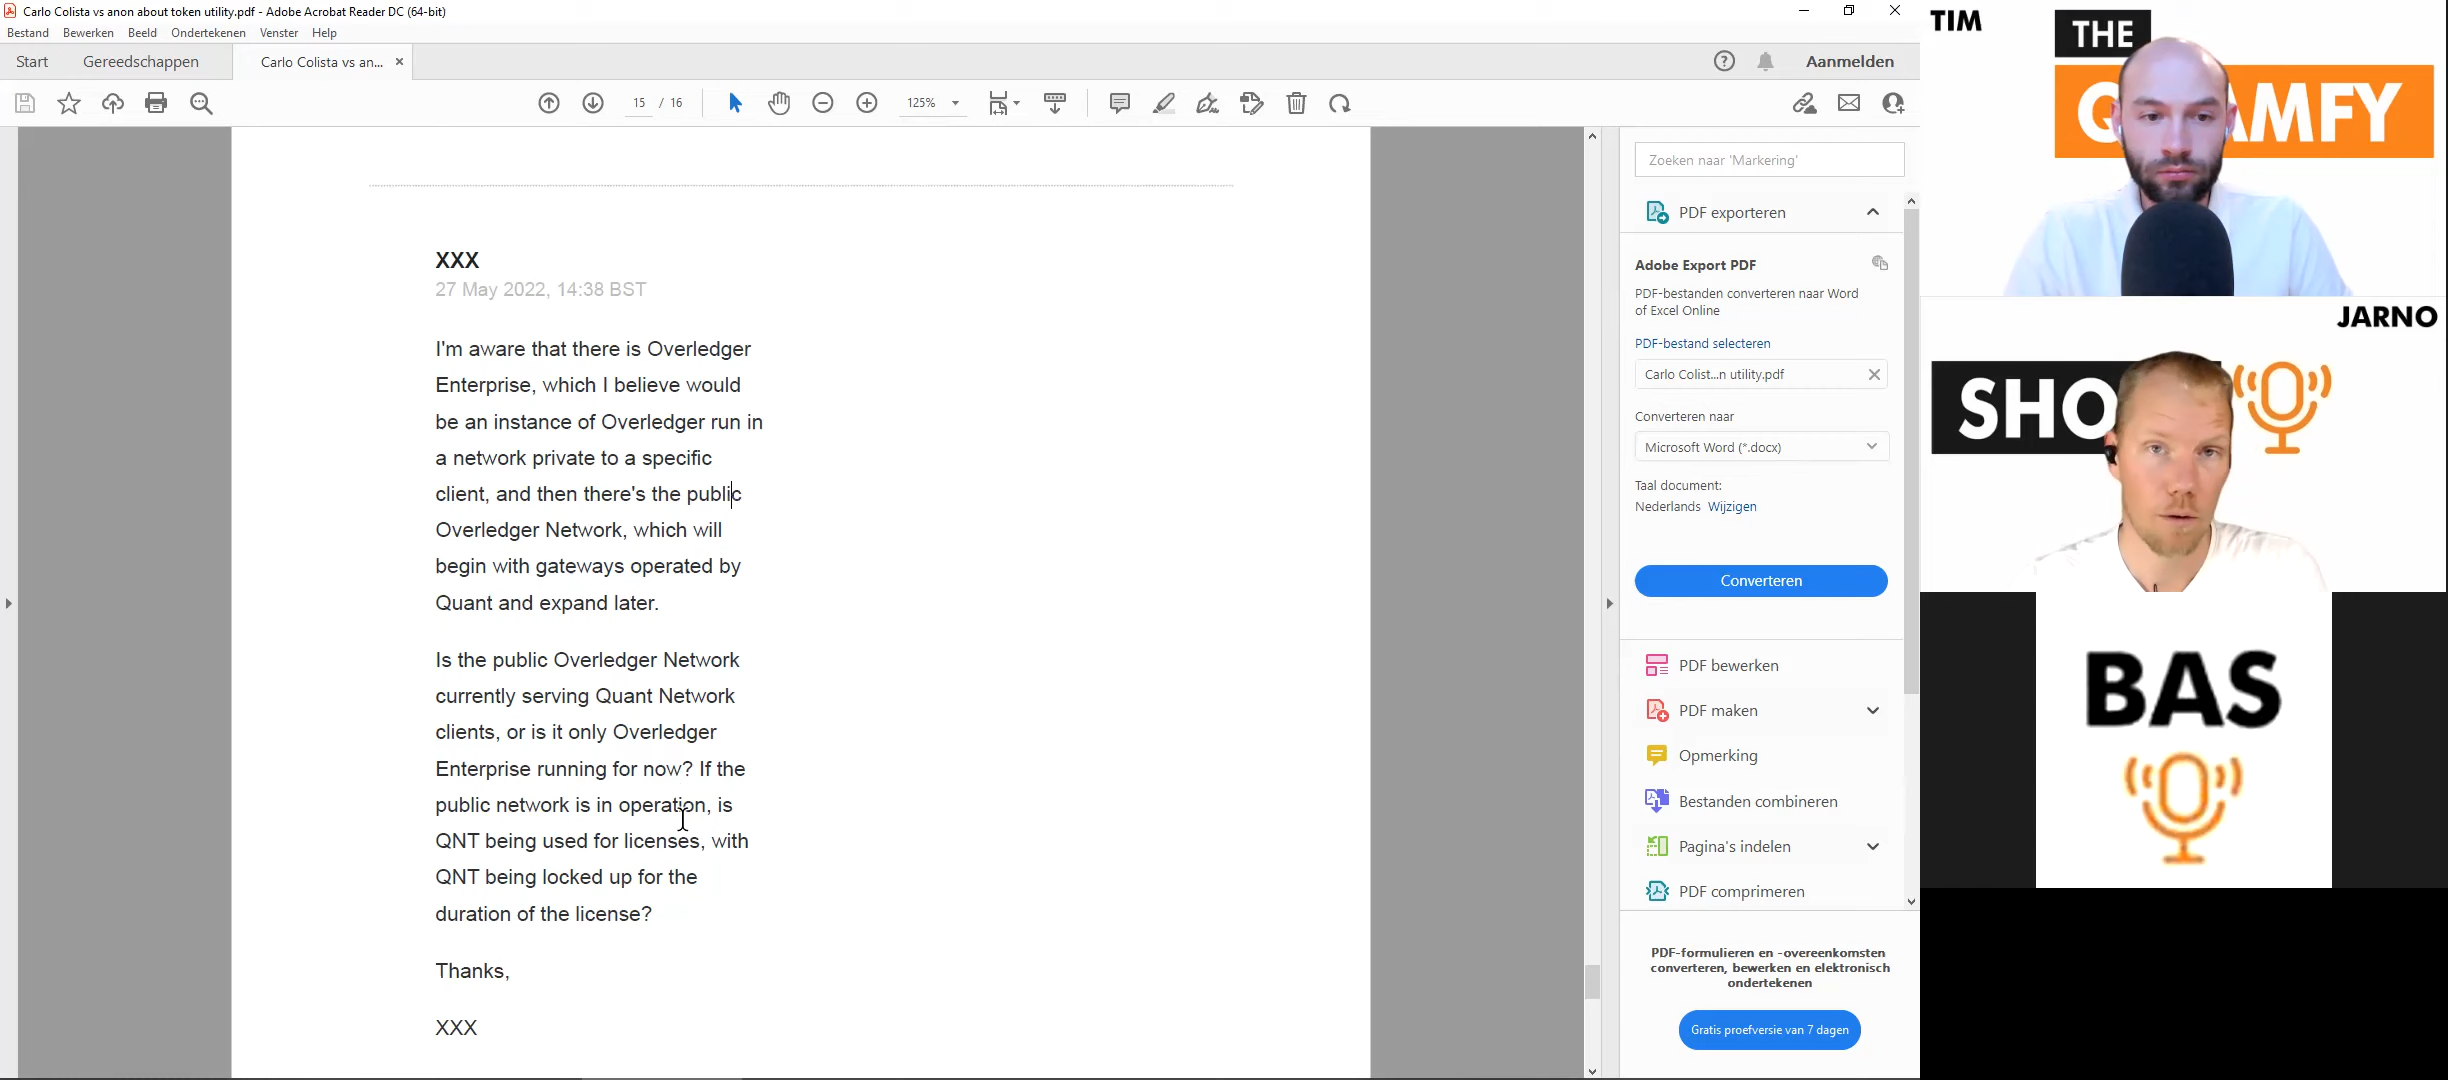 Carlo Colista vs anon about token utility.pdf - Adobe Acrobat Reader DC (64-bit)
Bestand Bewerken Beeld Ondertekenen Venster Help
Start Gereedschappen Carlo Colista vs an... Aanmelden
15 / 16 125%
XXX
27 May 2022, 14:38 BST
I'm aware that there is Overledger
Enterprise, which I believe would
be an instance of Overledger run in
a network private to a specific
client, and then there's the public
Overledger Network, which will
begin with gateways operated by
Quant and expand later.
Is the public Overledger Network
currently serving Quant Network
clients, or is it only Overledger
Enterprise running for now? If the
public network is in operation, is
QNT being used for licenses, with
QNT being locked up for the
duration of the license?
Thanks,
XXX
Zoeken naar 'Markering'
PDF exporteren
Adobe Export PDF
PDF-bestanden converteren naar Word
of Excel Online
PDF-bestand selecteren
Carlo Colist...n utility.pdf
Converteren naar
Microsoft Word (*.docx)
Taal document:
Nederlands Wijzigen
Converteren
PDF bewerken
PDF maken
Opmerking
Bestanden combineren
Pagina's indelen
PDF comprimeren
PDF-formulieren en -overeenkomsten
converteren, bewerken en elektronisch
ondertekenen
Gratis proefversie van 7 dagen
TIM
THE
JARNO
BAS